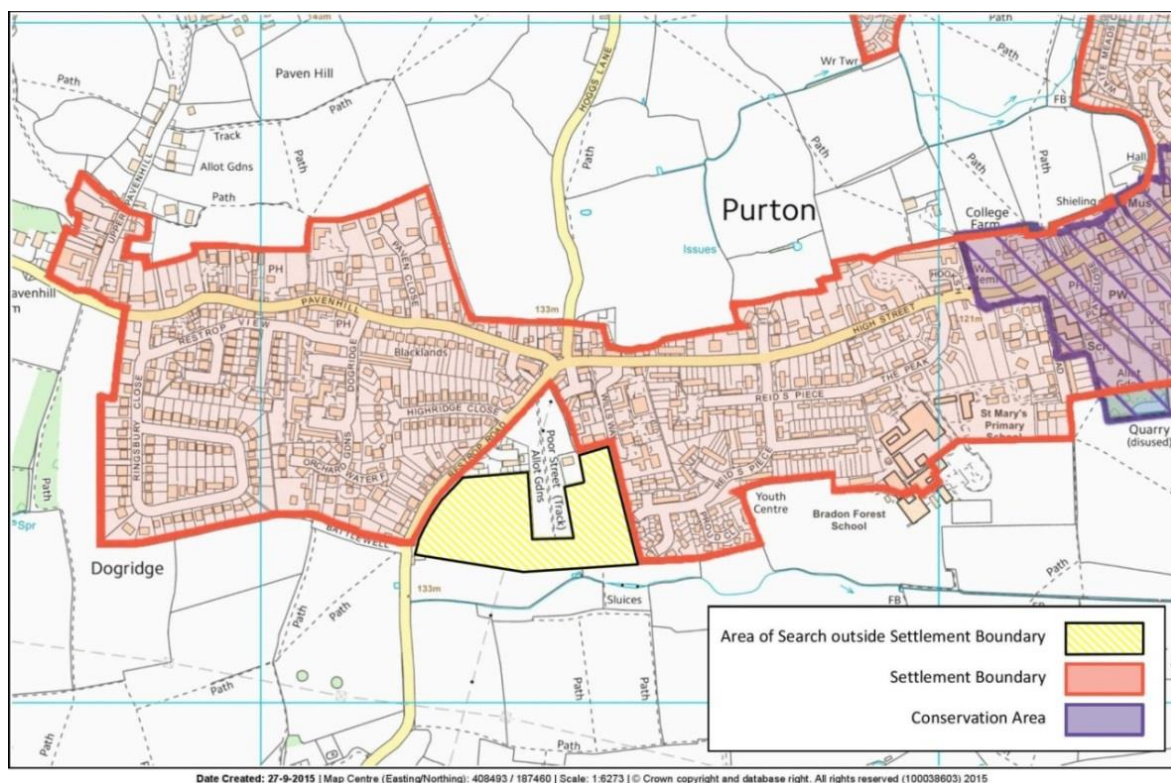 143m
Path
Paven Hill
Path
Track
Allot Gdns
Path
UPPER PAVENHILL
HOGGS LANE
Path
Wr Twr
Path
Path
FB
Path
Hall
Purton
Shieling
Mus
College
Farm
Issues
PH
PAVEN CLOSE
avenhill
PAVENHILL
133m
HIGH STREET
121m
PW
RESTROP VIEW
PH
DOGRIDGE
Blacklands
HIGHRIDGE CLOSE
RINGSBURY CLOSE
RESTROP ROAD
Poor Street (Track)
Allot Gdns
REID'S PIECE
THE PEAK
REID'S PIECE
St Mary's
Primary
School
Quarry
(disused)
Youth
Centre
Bradon Forest
School
Path
Spr
BATTLEWELL
Dogridge
133m
Sluices
FB
Path
Path
Path
Path
Path
Path
Path
Area of Search outside Settlement Boundary
Settlement Boundary
Conservation Area
Date Created: 27-9-2015 | Map Centre (Easting/Northing): 408493 / 187460 | Scale: 1:6273 | © Crown copyright and database right. All rights reserved (100038603) 2015